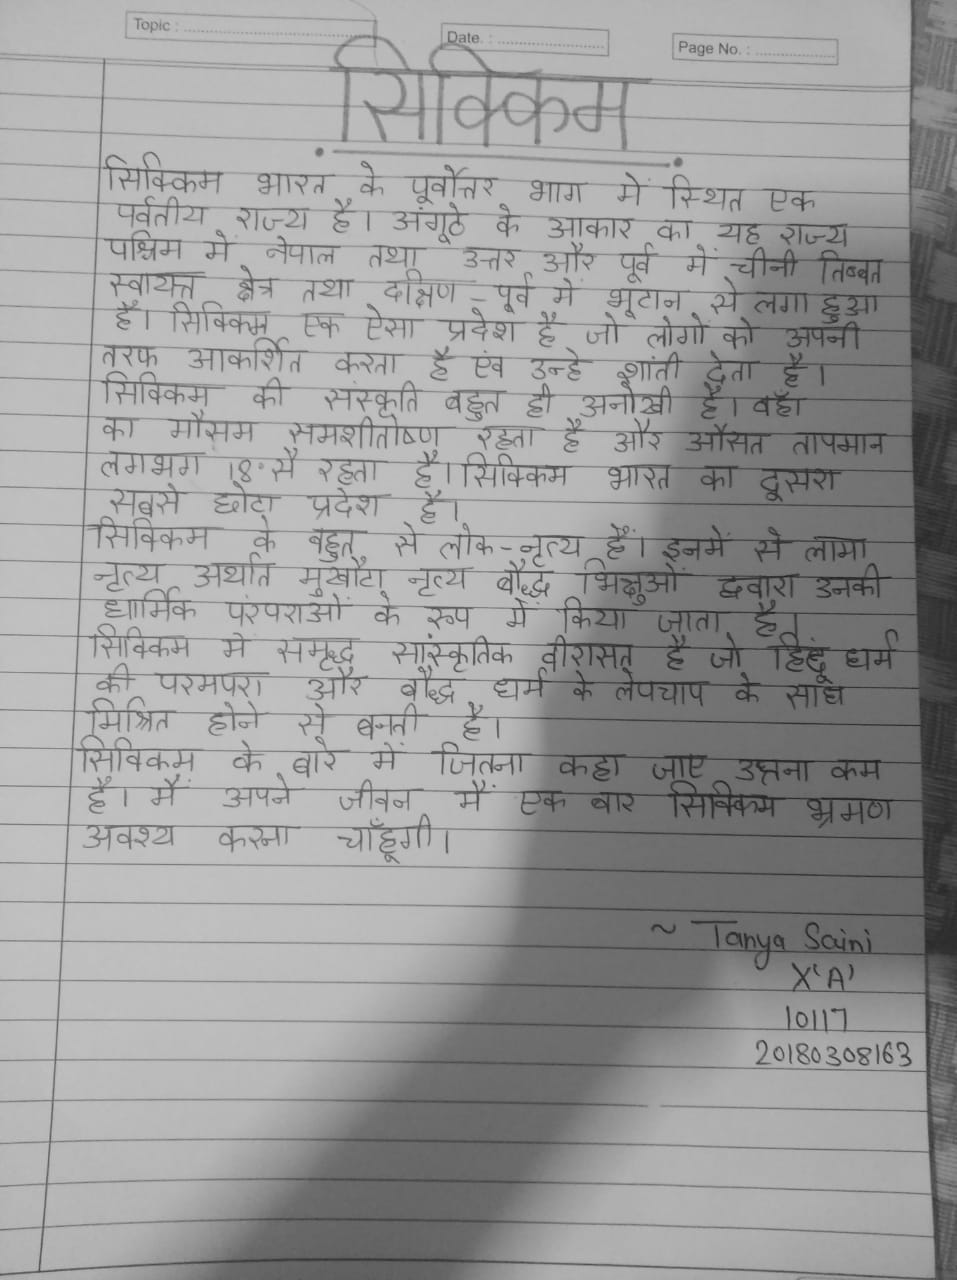 Topic : ..............................
Date. : ..............................
Page No. : ....................
सिक्किम
सिक्किम भारत के पूर्वोत्तर भाग में स्थित एक
पर्वतीय राज्य है। अंगूठे के आकार का यह राज्य
पश्चिम में नेपाल तथा उत्तर और पूर्व में चीनी तिब्बत
स्वायत्त क्षेत्र तथा दक्षिण-पूर्व में भूटान से लगा हुआ
है। सिक्किम एक ऐसा प्रदेश है जो लोगों को अपनी
तरफ आकर्शित करता है एंव उन्हे शांती देता है।
सिक्किम की संस्कृति बहुत ही अनोखी है। वहाँ
का मौसम समशीतोष्ण रहता है और औसत तापमान
लगभग 18॰ सै रहता है। सिक्किम भारत का दूसरा
सबसे छोटा प्रदेश है।
सिक्किम के बहुत से लोक-नृत्य हैं। इनमें से लामा
नृत्य अर्थात मुखौटा नृत्य बौद्ध भिक्षुओं द्ववारा उनकी
धार्मिक परंपराओं के रूप में किया जाता है।
सिक्किम में समृद्ध सांस्कृतिक वीरासत है जो हिंदू धर्म
की परमपरा और बौद्ध धर्म के लेपचाप के साथ
मिश्रित होने से बनती है।
सिक्किम के बारे में जितना कहा जाए उतना कम
है। मैं अपने जीवन में एक बार सिक्किम भ्रमण
अवश्य करना चाहूँगी।
~ Tanya Saini
X'A'
10117
20180308163